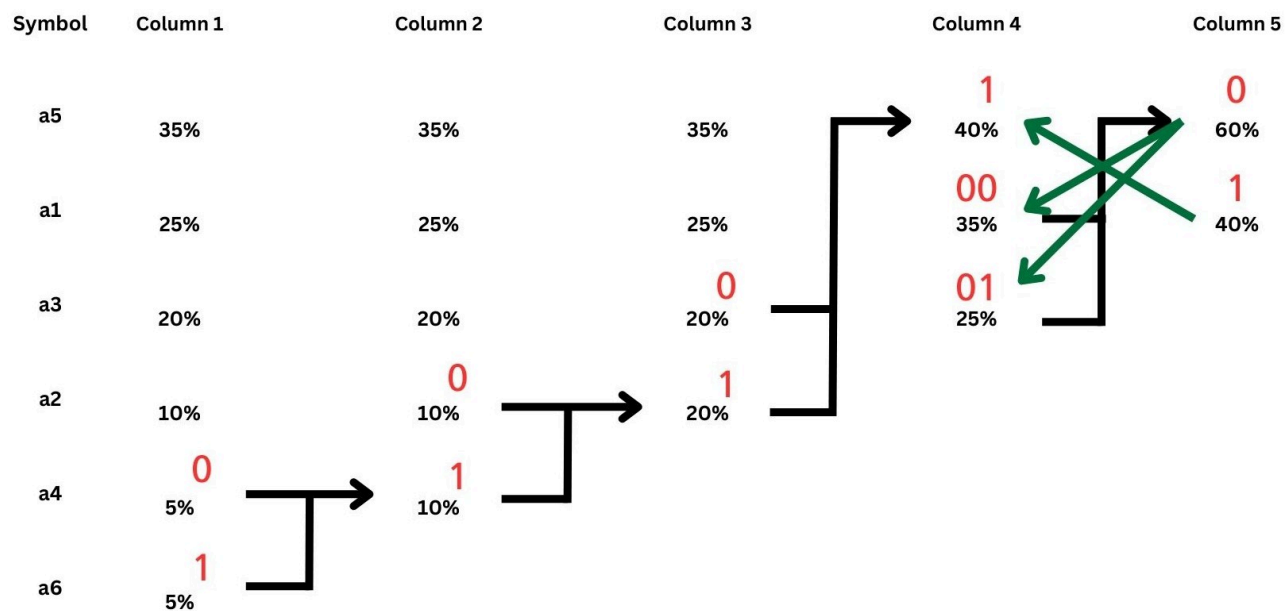 Symbol Column 1 Column 2 Column 3 Column 4 Column 5
1 0
a5 35% 35% 35% 40% 60%
00 1
a1 25% 25% 25% 35% 40%
0 01
a3 20% 20% 20% 25%
0 1
a2 10% 10% 20%
0 1
a4 5% 10%
1
a6 5%